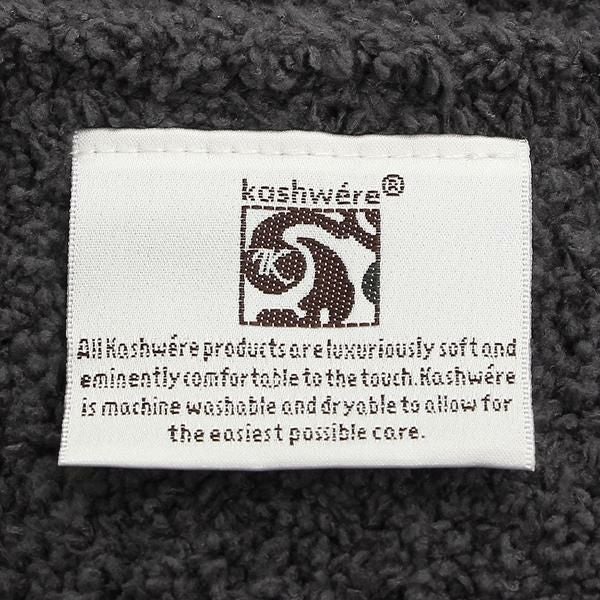 kashwére®
K
All Kashwére products are luxuriously soft and
eminently comfortable to the touch. Kashwére
is machine washable and dryable to allow for
the easiest possible care.